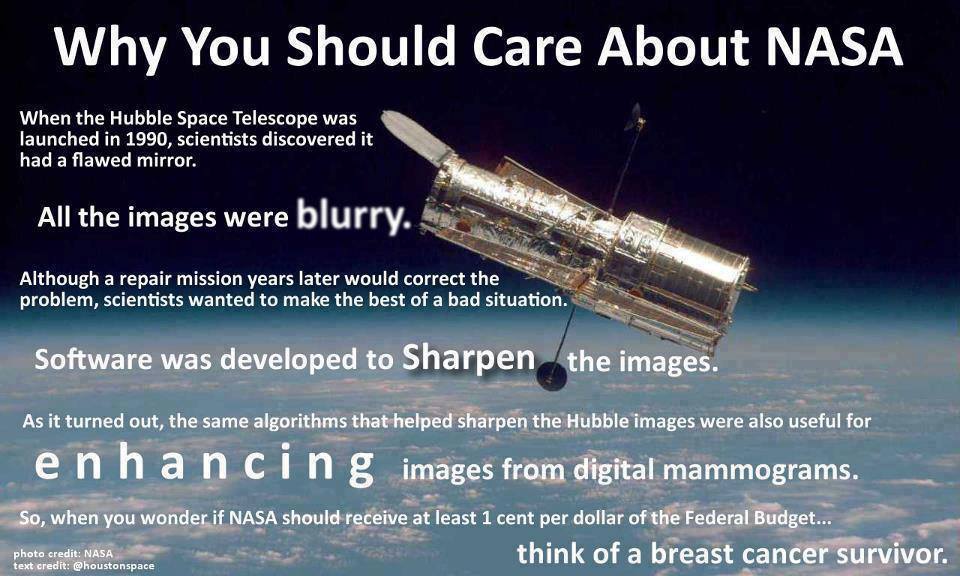 Why You Should Care About NASA
When the Hubble Space Telescope was
launched in 1990, scientists discovered it
had a flawed mirror.
All the images were blurry.
Although a repair mission years later would correct the
problem, scientists wanted to make the best of a bad situation.
Software was developed to Sharpen the images.
As it turned out, the same algorithms that helped sharpen the Hubble images were also useful for
enhancing images from digital mammograms.
So, when you wonder if NASA should receive at least 1 cent per dollar of the Federal Budget...
think of a breast cancer survivor.
photo credit: NASA
text credit: @houstonspace